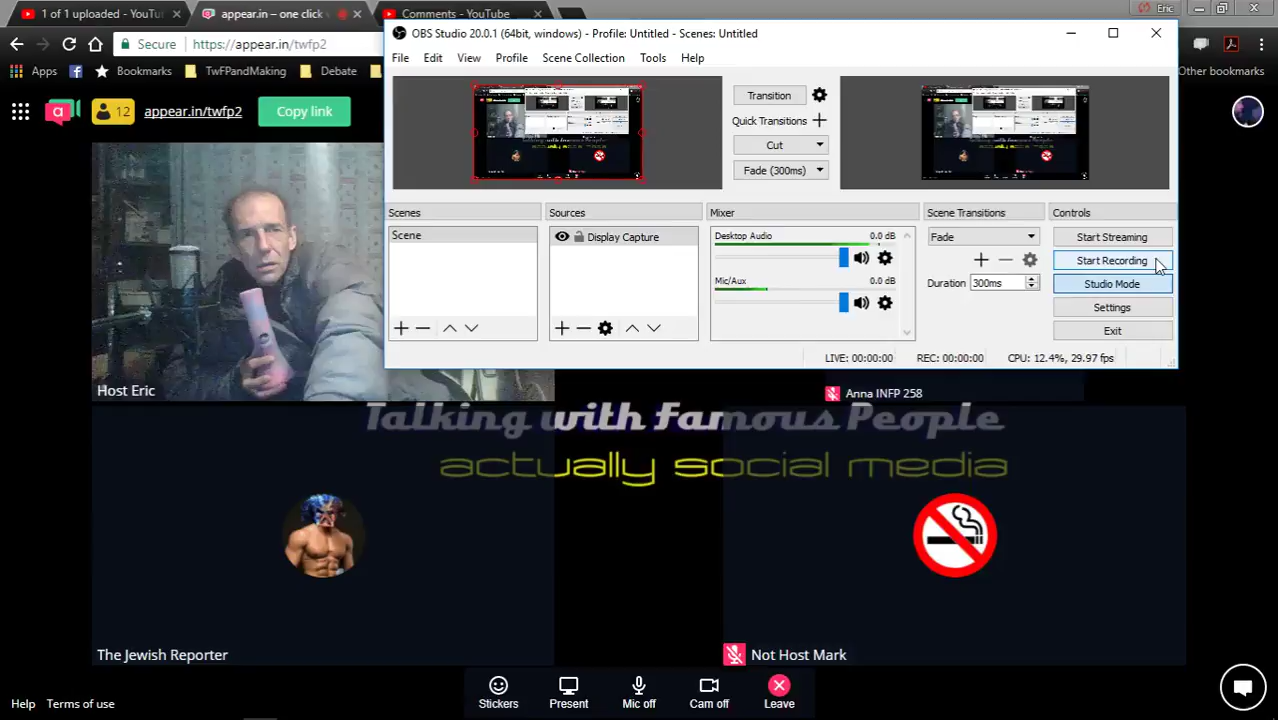 1 of 1 uploaded - YouTu
appear.in – one click v
Comments - YouTube
Eric
Secure
https://appear.in/twfp2
Apps
Bookmarks
TwFPandMaking
Debate
Other bookmarks
12
appear.in/twfp2
Copy link
OBS Studio 20.0.1 (64bit, windows) - Profile: Untitled - Scenes: Untitled
File
Edit
View
Profile
Scene Collection
Tools
Help
Transition
Quick Transitions
Cut
Fade (300ms)
Scenes
Scene
Sources
Display Capture
Mixer
Desktop Audio
0.0 dB
Mic/Aux
0.0 dB
Scene Transitions
Fade
Duration
300ms
Controls
Start Streaming
Start Recording
Studio Mode
Settings
Exit
LIVE: 00:00:00
REC: 00:00:00
CPU: 12.4%, 29.97 fps
Host Eric
Anna INFP 258
Talking with Famous People
actually social media
The Jewish Reporter
Not Host Mark
Help
Terms of use
Stickers
Present
Mic off
Cam off
Leave